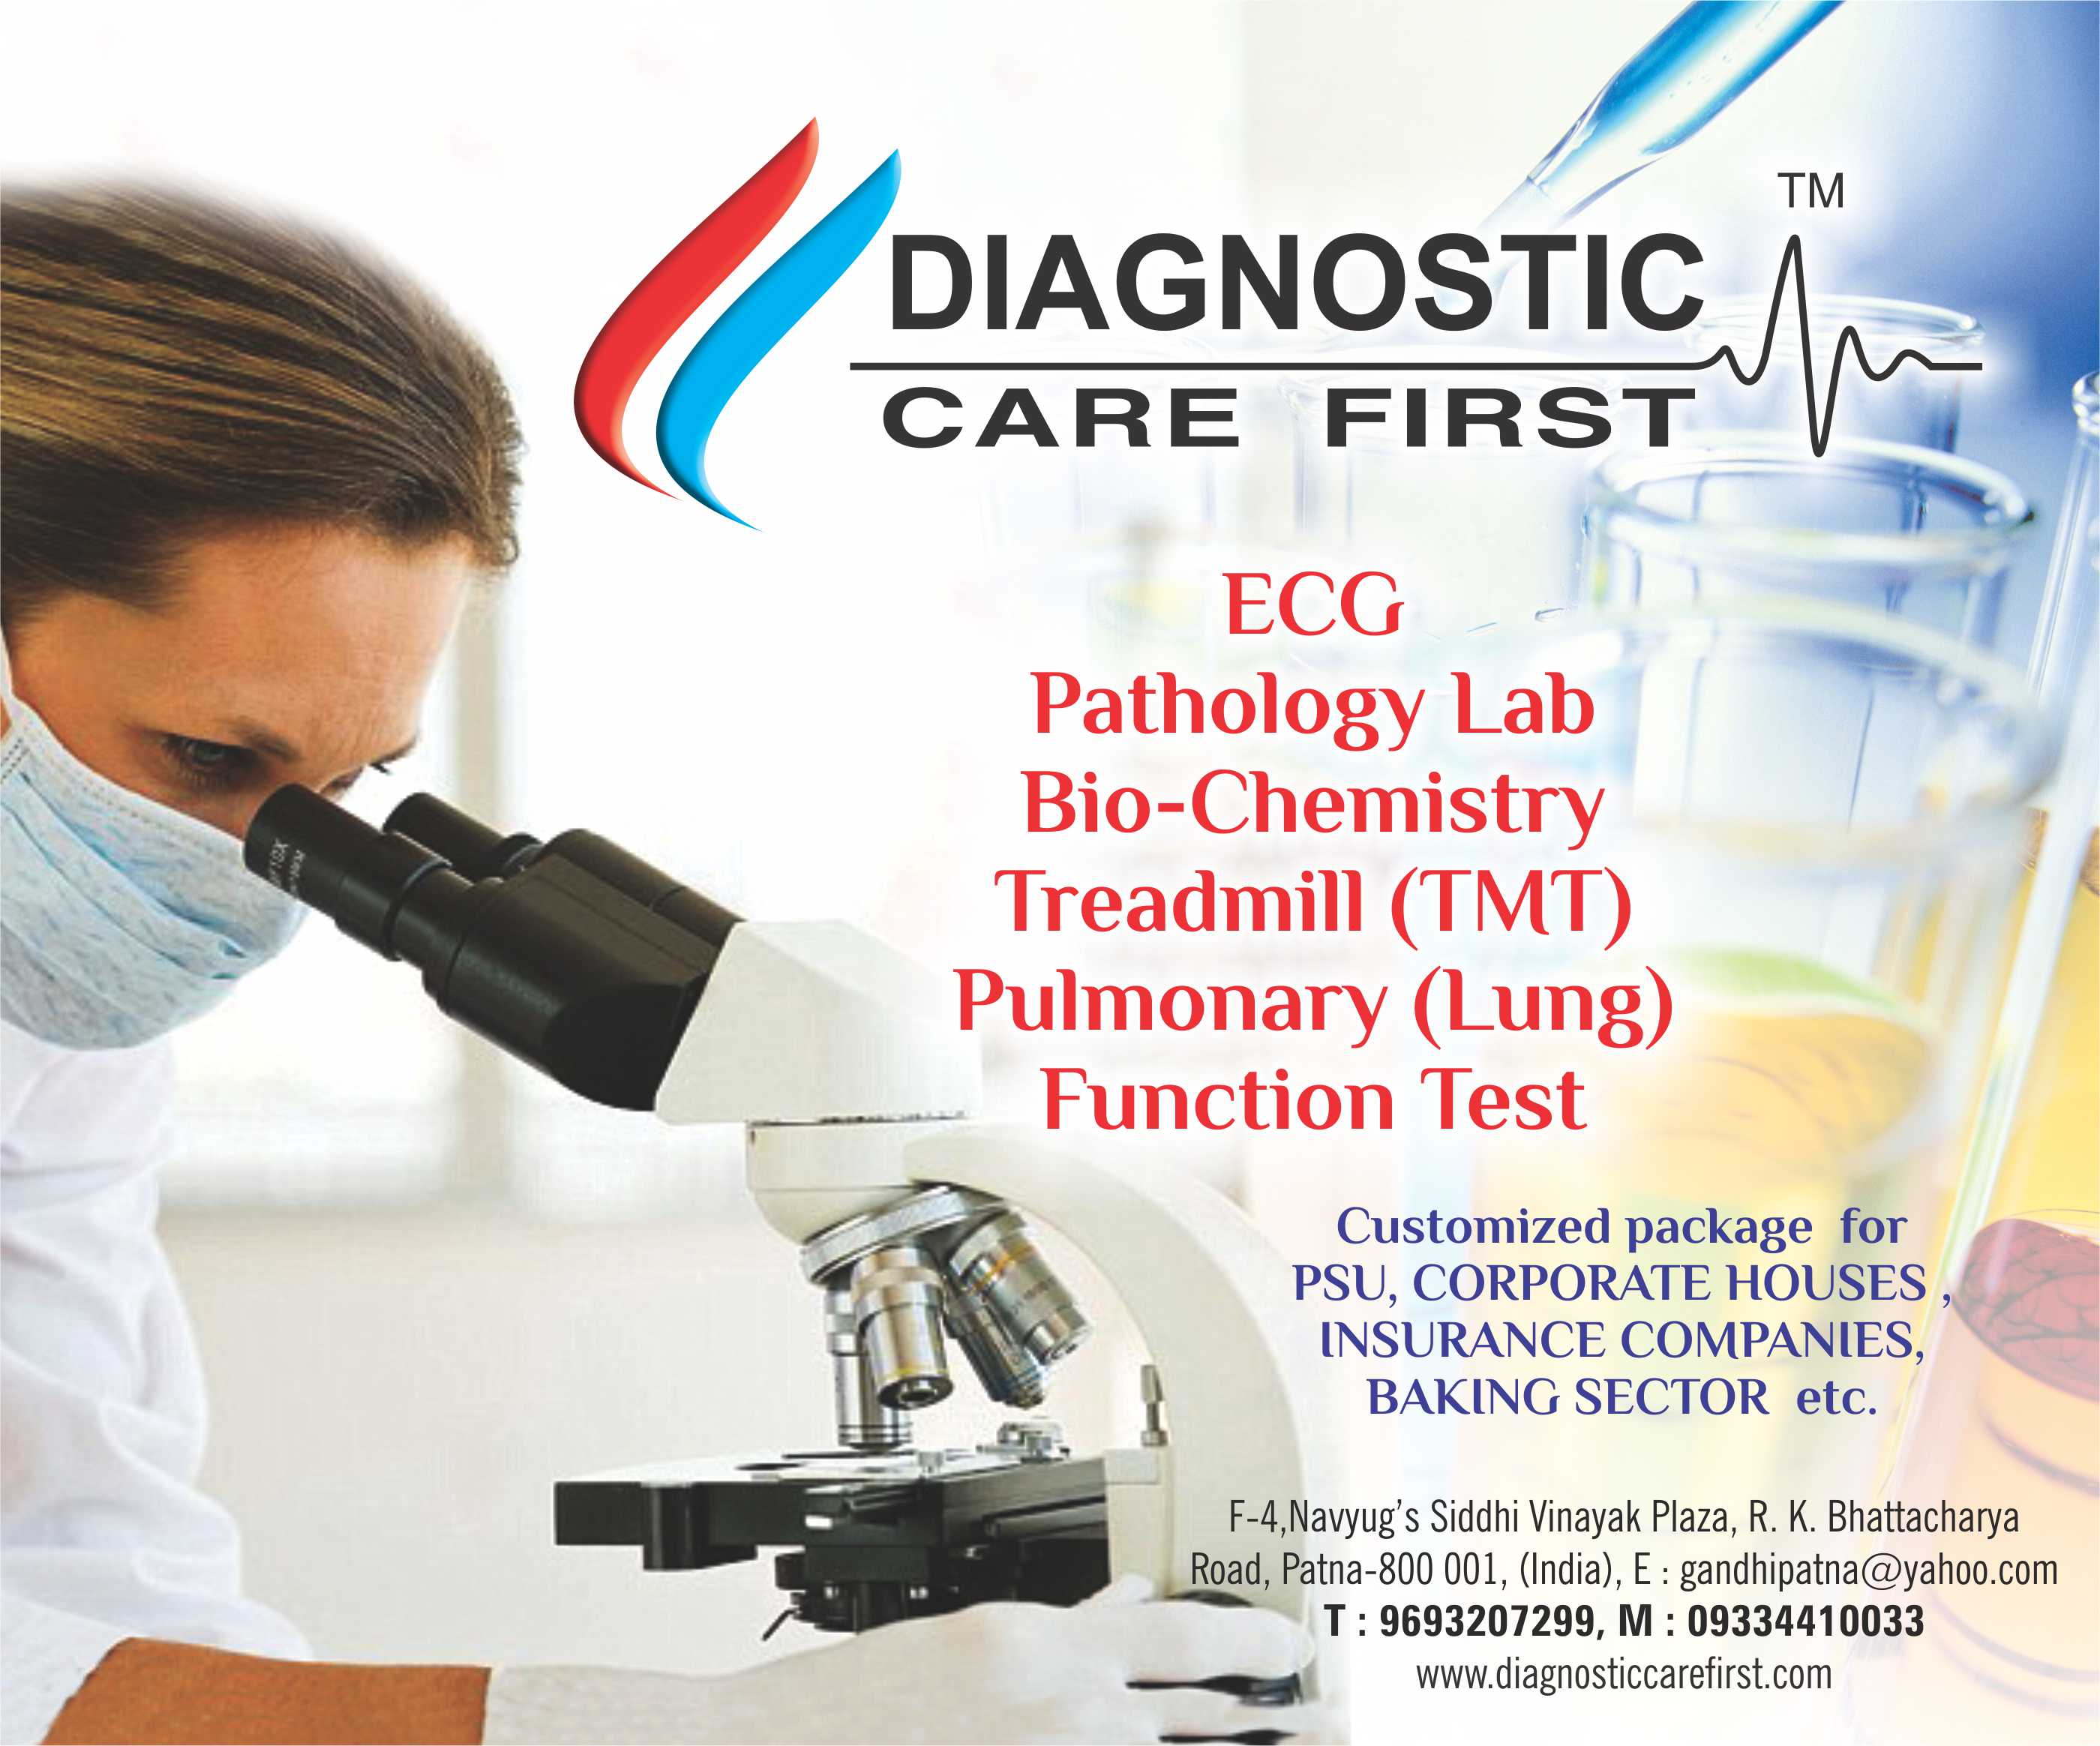 TM
DIAGNOSTIC
CARE FIRST
ECG
Pathology Lab
Bio-Chemistry
Treadmill (TMT)
Pulmonary (Lung)
Function Test
Customized package for
PSU, CORPORATE HOUSES ,
INSURANCE COMPANIES,
BAKING SECTOR etc.
F-4,Navyug's Siddhi Vinayak Plaza, R. K. Bhattacharya
Road, Patna-800 001, (India), E : gandhipatna@yahoo.com
T : 9693207299, M : 09334410033
www.diagnosticcarefirst.com